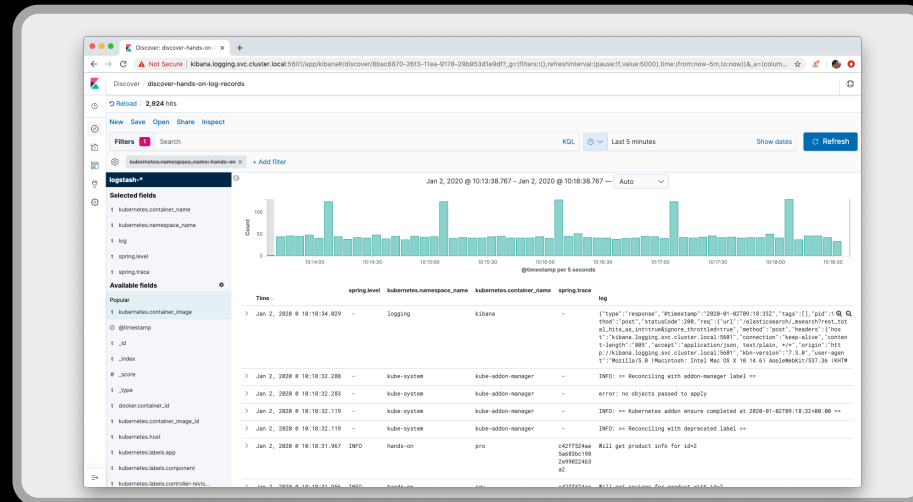 Discover: discover-hands-on-l
Not Secure | kibana.logging.svc.cluster.local:5601/app/kibana#/discover/8bac6870-26f3-11ea-9178-29b953d1e9df?_g=(filters:!(),refreshInterval:(pause:!f,value:5000),time:(from:now-5m,to:now))&_a=(colum...
Discover / discover-hands-on-log-records
Reload / 2,924 hits
New Save Open Share Inspect
Filters 1 Search KQL Last 5 minutes Show dates Refresh
kubernetes.namespace_name: hands-on × + Add filter
logstash-*
Jan 2, 2020 @ 10:13:38.767 - Jan 2, 2020 @ 10:18:38.767 — Auto
Selected fields
t kubernetes.container_name
t kubernetes.namespace_name
t log
t spring.level
t spring.trace
Available fields
Popular
t kubernetes.container_image
@timestamp
t _id
t _index
# _score
t _type
t docker.container_id
t kubernetes.container_image_id
t kubernetes.host
t kubernetes.labels.app
t kubernetes.labels.component
t kubernetes.labels.controller-revis...
Count
100
50
0
10:14:00 10:14:30 10:15:00 10:15:30 10:16:00 10:16:30 10:17:00 10:17:30 10:18:00 10:18:30
@timestamp per 5 seconds
Time spring.level kubernetes.namespace_name kubernetes.container_name spring.trace log
Jan 2, 2020 @ 10:18:34.029 - logging kibana - {"type":"response","@timestamp":"2020-01-02T09:18:33Z","tags":[],"pid":1
thod":"post","statusCode":200,"req":{"url":"/elasticsearch/_msearch?rest_tot
al_hits_as_int=true&ignore_throttled=true","method":"post","headers":{"hos
t":"kibana.logging.svc.cluster.local:5601","connection":"keep-alive","conten
t-length":"805","accept":"application/json, text/plain, */*","origin":"htt
p://kibana.logging.svc.cluster.local:5601","kbn-version":"7.3.0","user-agen
t":"Mozilla/5.0 (Macintosh; Intel Mac OS X 10_14_6) AppleWebKit/537.36 (KHTM
Jan 2, 2020 @ 10:18:32.288 - kube-system kube-addon-manager - INFO: == Reconciling with addon-manager label ==
Jan 2, 2020 @ 10:18:32.283 - kube-system kube-addon-manager - error: no objects passed to apply
Jan 2, 2020 @ 10:18:32.119 - kube-system kube-addon-manager - INFO: == Kubernetes addon ensure completed at 2020-01-02T09:18:32+00:00 ==
Jan 2, 2020 @ 10:18:32.119 - kube-system kube-addon-manager - INFO: == Reconciling with deprecated label ==
Jan 2, 2020 @ 10:18:31.967 INFO hands-on pro c42ff524ae Will get product info for id=2
5a683bc198
2e990224b3
a2